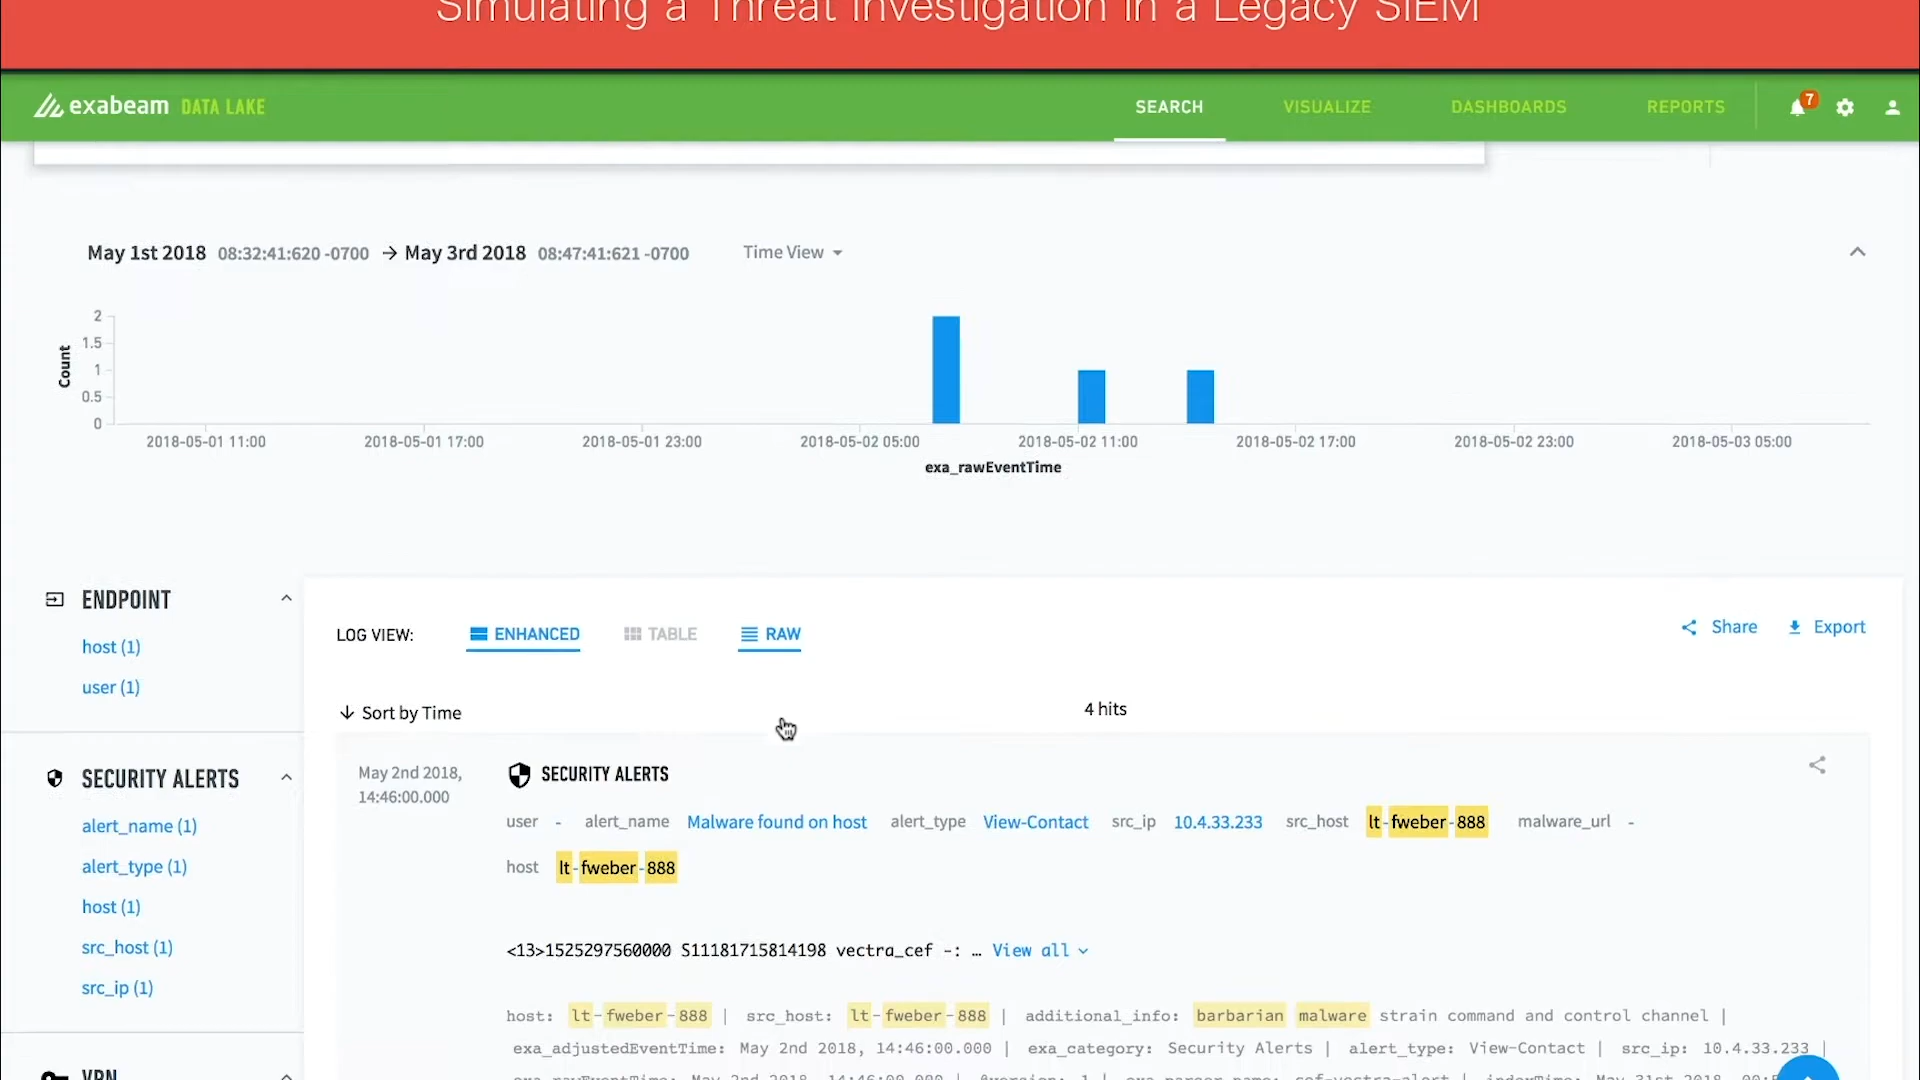 Simulating a Threat Investigation in a Legacy SIEM
exabeam DATA LAKE
SEARCH VISUALIZE DASHBOARDS REPORTS 7
May 1st 2018 08:32:41:620 -0700 → May 3rd 2018 08:47:41:621 -0700 Time View
2
1.5
1
0.5
0
Count
2018-05-01 11:00 2018-05-01 17:00 2018-05-01 23:00 2018-05-02 05:00 2018-05-02 11:00 2018-05-02 17:00 2018-05-02 23:00 2018-05-03 05:00
exa_rawEventTime
ENDPOINT
host (1)
user (1)
SECURITY ALERTS
alert_name (1)
alert_type (1)
host (1)
src_host (1)
src_ip (1)
VPN
LOG VIEW: ENHANCED TABLE RAW
Share Export
Sort by Time
4 hits
May 2nd 2018,
14:46:00.000
SECURITY ALERTS
user - alert_name Malware found on host alert_type View-Contact src_ip 10.4.33.233 src_host lt-fweber-888 malware_url -
host lt-fweber-888
<13>1525297560000 S11181715814198 vectra_cef -: … View all
host: lt-fweber-888 | src_host: lt-fweber-888 | additional_info: barbarian malware strain command and control channel |
exa_adjustedEventTime: May 2nd 2018, 14:46:00.000 | exa_category: Security Alerts | alert_type: View-Contact | src_ip: 10.4.33.233 |